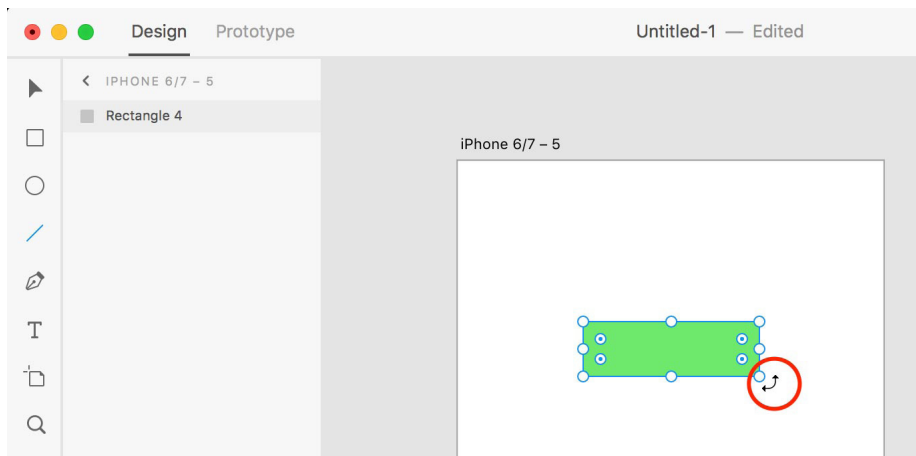 Design Prototype Untitled-1 — Edited
IPHONE 6/7 – 5
Rectangle 4
iPhone 6/7 – 5